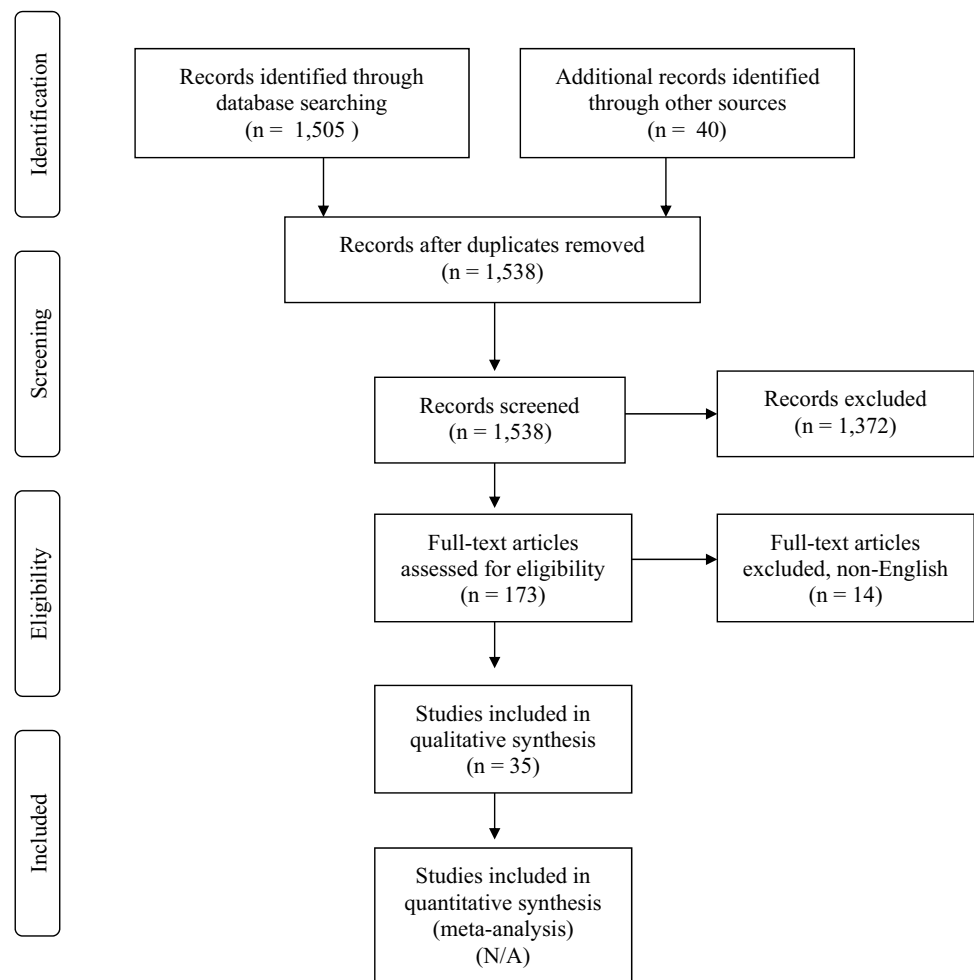 Identification
Records identified through
database searching
(n = 1,505 )
Additional records identified
through other sources
(n = 40)
Records after duplicates removed
(n = 1,538)
Screening
Records screened
(n = 1,538)
Records excluded
(n = 1,372)
Eligibility
Full-text articles
assessed for eligibility
(n = 173)
Full-text articles
excluded, non-English
(n = 14)
Studies included in
qualitative synthesis
(n = 35)
Included
Studies included in
quantitative synthesis
(meta-analysis)
(N/A)